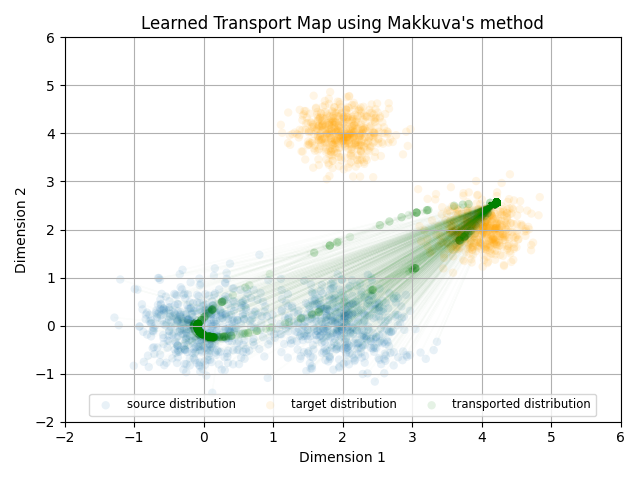 Learned Transport Map using Makkuva's method
6
5
4
3
2
1
0
−1
−2
Dimension 2
source distribution target distribution transported distribution
−2 −1 0 1 2 3 4 5 6
Dimension 1